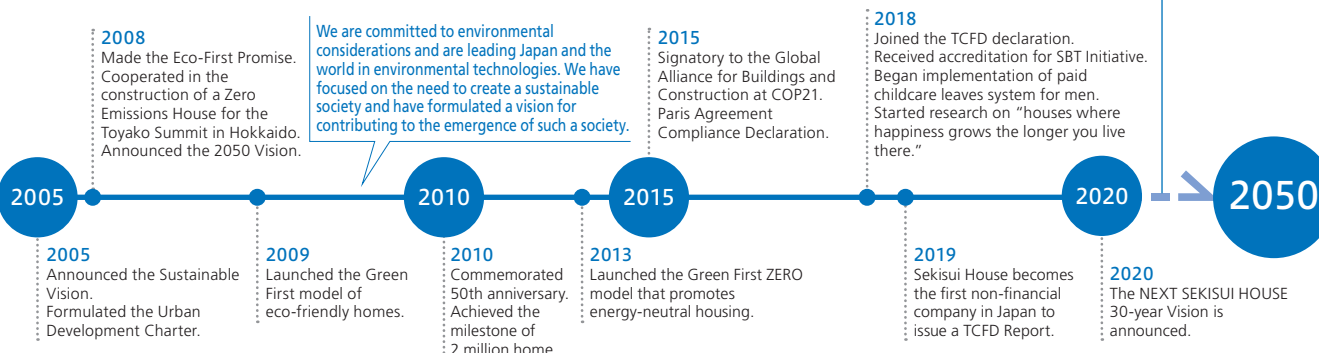 2008
Made the Eco-First Promise.
Cooperated in the
construction of a Zero
Emissions House for the
Toyako Summit in Hokkaido.
Announced the 2050 Vision.
We are committed to environmental
considerations and are leading Japan and the
world in environmental technologies. We have
focused on the need to create a sustainable
society and have formulated a vision for
contributing to the emergence of such a society.
2015
Signatory to the Global
Alliance for Buildings and
Construction at COP21.
Paris Agreement
Compliance Declaration.
2018
Joined the TCFD declaration.
Received accreditation for SBT Initiative.
Began implementation of paid
childcare leaves system for men.
Started research on “houses where
happiness grows the longer you live
there.”
2005
2010
2015
2020
2050
2005
Announced the Sustainable
Vision.
Formulated the Urban
Development Charter.
2009
Launched the Green
First model of
eco-friendly homes.
2010
Commemorated
50th anniversary.
Achieved the
milestone of
2 million home
2013
Launched the Green First ZERO
model that promotes
energy-neutral housing.
2019
Sekisui House becomes
the first non-financial
company in Japan to
issue a TCFD Report.
2020
The NEXT SEKISUI HOUSE
30-year Vision is
announced.